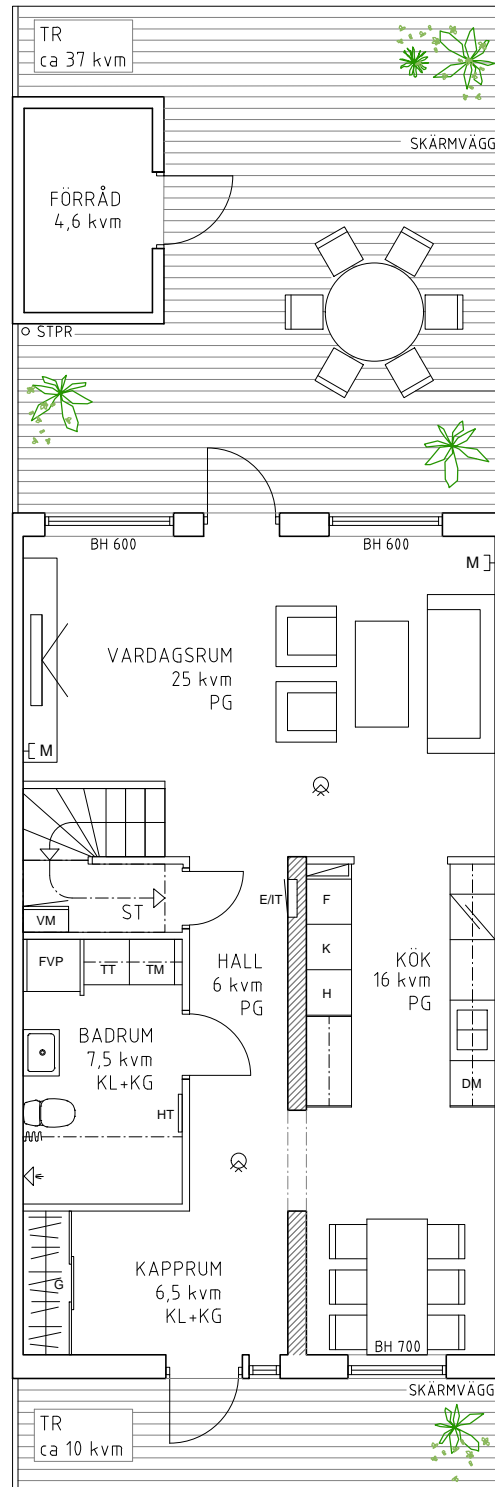 TR
ca 37 kvm
SKÄRMVÄGG
FÖRRÅD
4,6 kvm
STPR
BH 600
BH 600
M
VARDAGSRUM
25 kvm
PG
M
ST
VM
E/IT
F
K
H
FVP
TT
TM
HALL
6 kvm
PG
KÖK
16 kvm
PG
BADRUM
7,5 kvm
KL+KG
DM
HT
KAPPRUM
6,5 kvm
KL+KG
G
BH 700
SKÄRMVÄGG
TR
ca 10 kvm